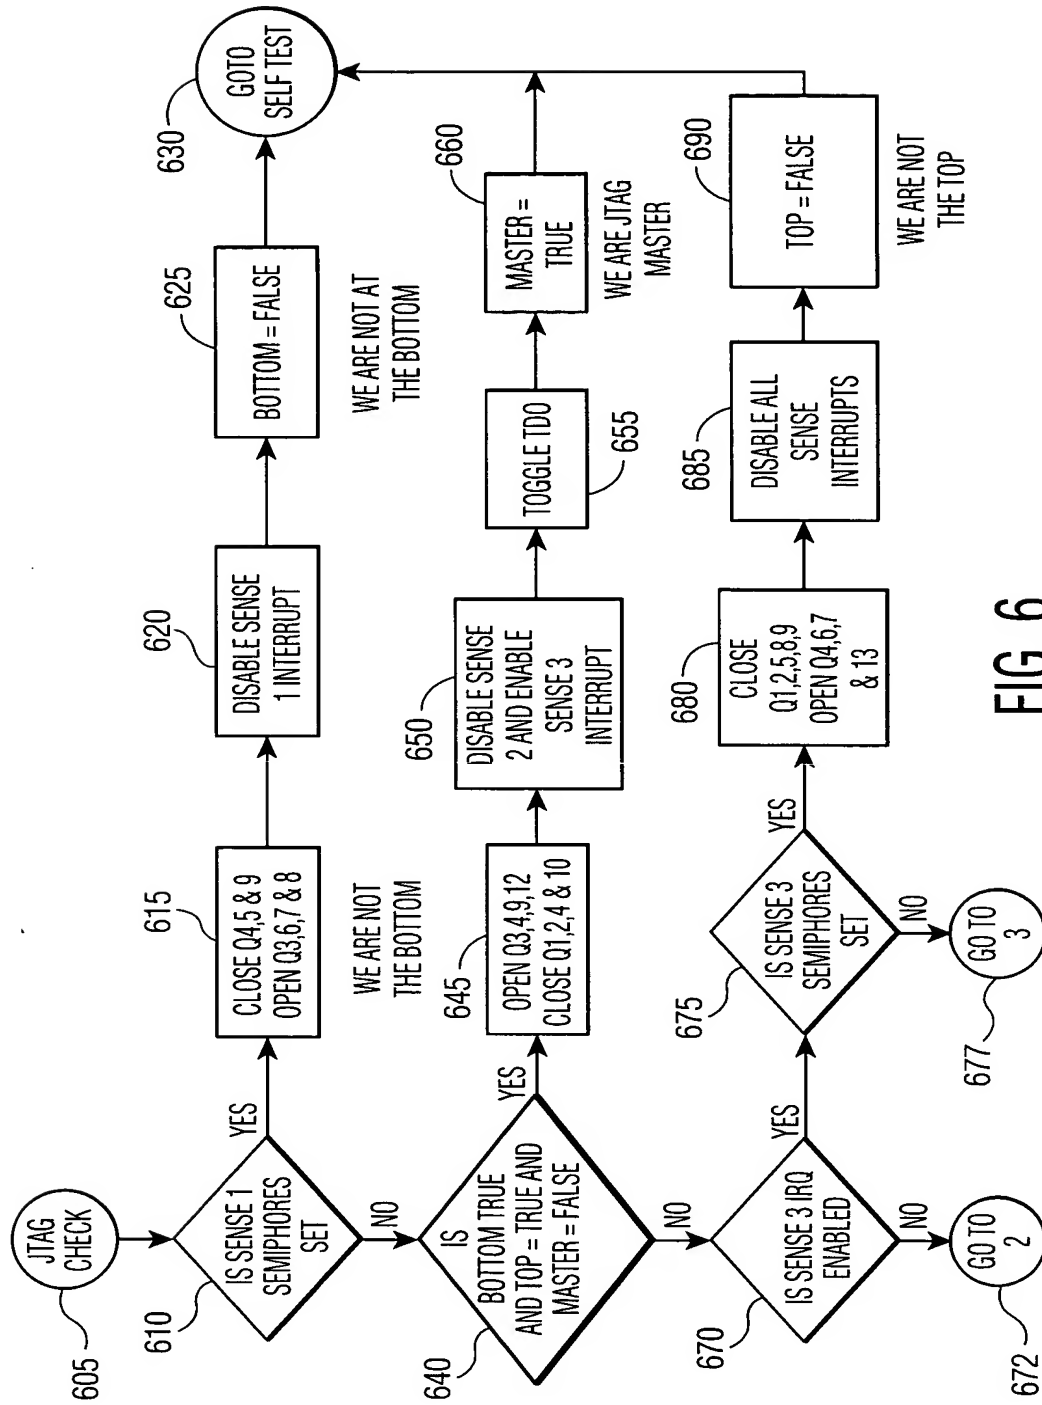 605
JTAG
CHECK
610
IS SENSE 1
SEMIPHORES
SET
YES
NO
615
CLOSE Q4,5 & 9
OPEN Q3,6,7 & 8
WE ARE NOT
THE BOTTOM
620
DISABLE SENSE
1 INTERRUPT
625
BOTTOM = FALSE
WE ARE NOT AT
THE BOTTOM
630
GOTO
SELF TEST
640
IS
BOTTOM TRUE
AND TOP = TRUE AND
MASTER = FALSE
YES
NO
645
OPEN Q3,4,9,12
CLOSE Q1,2,4 & 10
650
DISABLE SENSE
2 AND ENABLE
SENSE 3
INTERRUPT
TOGGLE TDO
655
660
MASTER =
TRUE
WE ARE JTAG
MASTER
670
IS SENSE 3 IRQ
ENABLED
YES
NO
672
GO TO
2
675
IS SENSE 3
SEMIPHORES
SET
YES
NO
677
GO TO
3
680
CLOSE
Q1,2,5,8,9
OPEN Q4,6,7
& 13
685
DISABLE ALL
SENSE
INTERRUPTS
690
TOP = FALSE
WE ARE NOT
THE TOP
FIG. 6